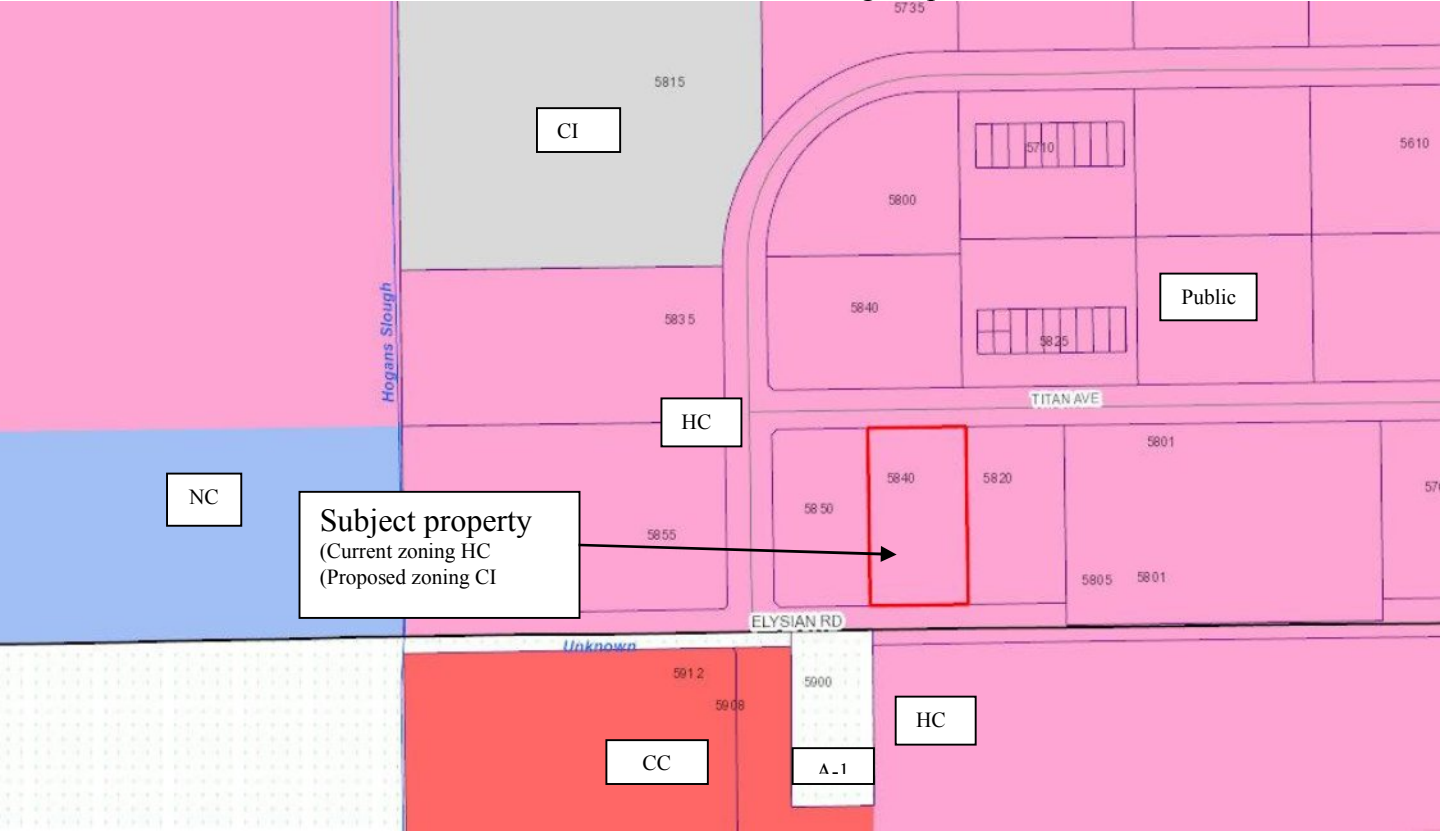 5735
5815
CI
5710
5610
5800
Public
Hogans Slough
5835
5840
5825
TITAN AVE
HC
5801
NC
5840
5820
5850
Subject property
(Current zoning HC
(Proposed zoning CI
5855
5805
5801
ELYSIAN RD
Unknown
5912
5900
5908
HC
CC
A-1